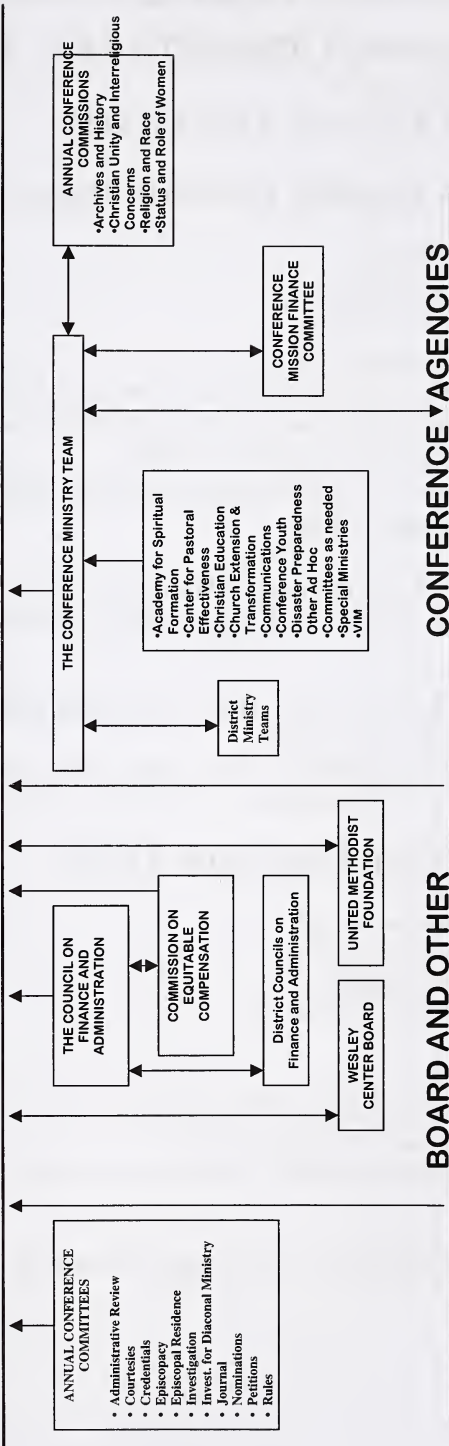 ANNUAL CONFERENCE
COMMITTEES
• Administrative Review
• Courtesies
• Credentials
• Episcopacy
• Episcopal Residence
• Investigation
• Invest. for Diaconal Ministry
• Journal
• Nominations
• Petitions
• Rules
THE COUNCIL ON
FINANCE AND
ADMINISTRATION
COMMISSION ON
EQUITABLE
COMPENSATION
District Councils on
Finance and Administration
WESLEY
CENTER BOARD
UNITED METHODIST
FOUNDATION
BOARD AND OTHER
THE CONFERENCE MINISTRY TEAM
District
Ministry
Teams
•Academy for Spiritual
Formation
•Center for Pastoral
Effectiveness
•Christian Education
•Church Extension &
Transformation
•Communications
•Conference Youth
•Disaster Preparedness
Other Ad Hoc
•Committees as needed
•Special Ministries
•VIM
CONFERENCE
MISSION FINANCE
COMMITTEE
ANNUAL CONFERENCE
COMMISSIONS
•Archives and History
•Christian Unity and Interreligious
Concerns
•Religion and Race
•Status and Role of Women
CONFERENCE AGENCIES